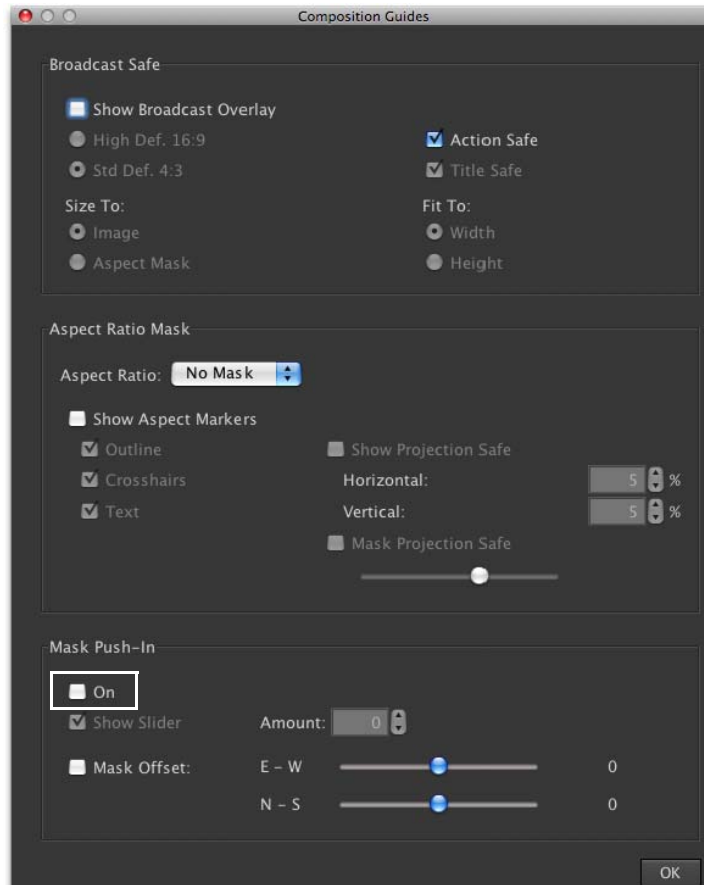 Composition Guides
Broadcast Safe
Show Broadcast Overlay
High Def. 16:9
Action Safe
Std Def. 4:3
Title Safe
Size To:
Fit To:
Image
Width
Aspect Mask
Height
Aspect Ratio Mask
Aspect Ratio: No Mask
Show Aspect Markers
Outline
Show Projection Safe
Crosshairs
Horizontal: 5 %
Text
Vertical: 5 %
Mask Projection Safe
Mask Push-In
On
Show Slider
Amount: 0
Mask Offset:
E - W 0
N - S 0
OK